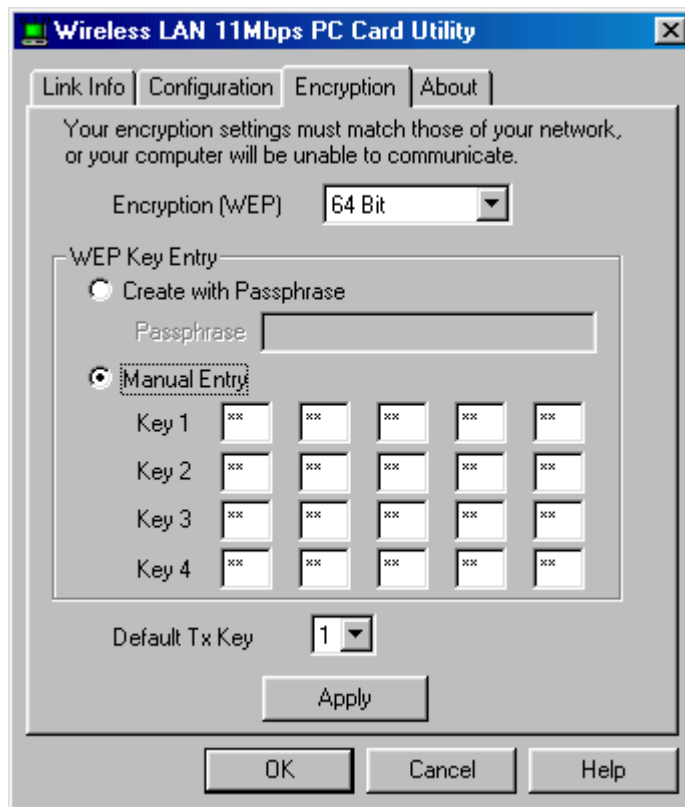 Wireless LAN 11Mbps PC Card Utility
Link Info Configuration Encryption About
Your encryption settings must match those of your network,
or your computer will be unable to communicate.
Encryption (WEP) 64 Bit
WEP Key Entry
Create with Passphrase
Passphrase
Manual Entry
Key 1 ** ** ** ** **
Key 2 ** ** ** ** **
Key 3 ** ** ** ** **
Key 4 ** ** ** ** **
Default Tx Key 1
Apply
OK Cancel Help